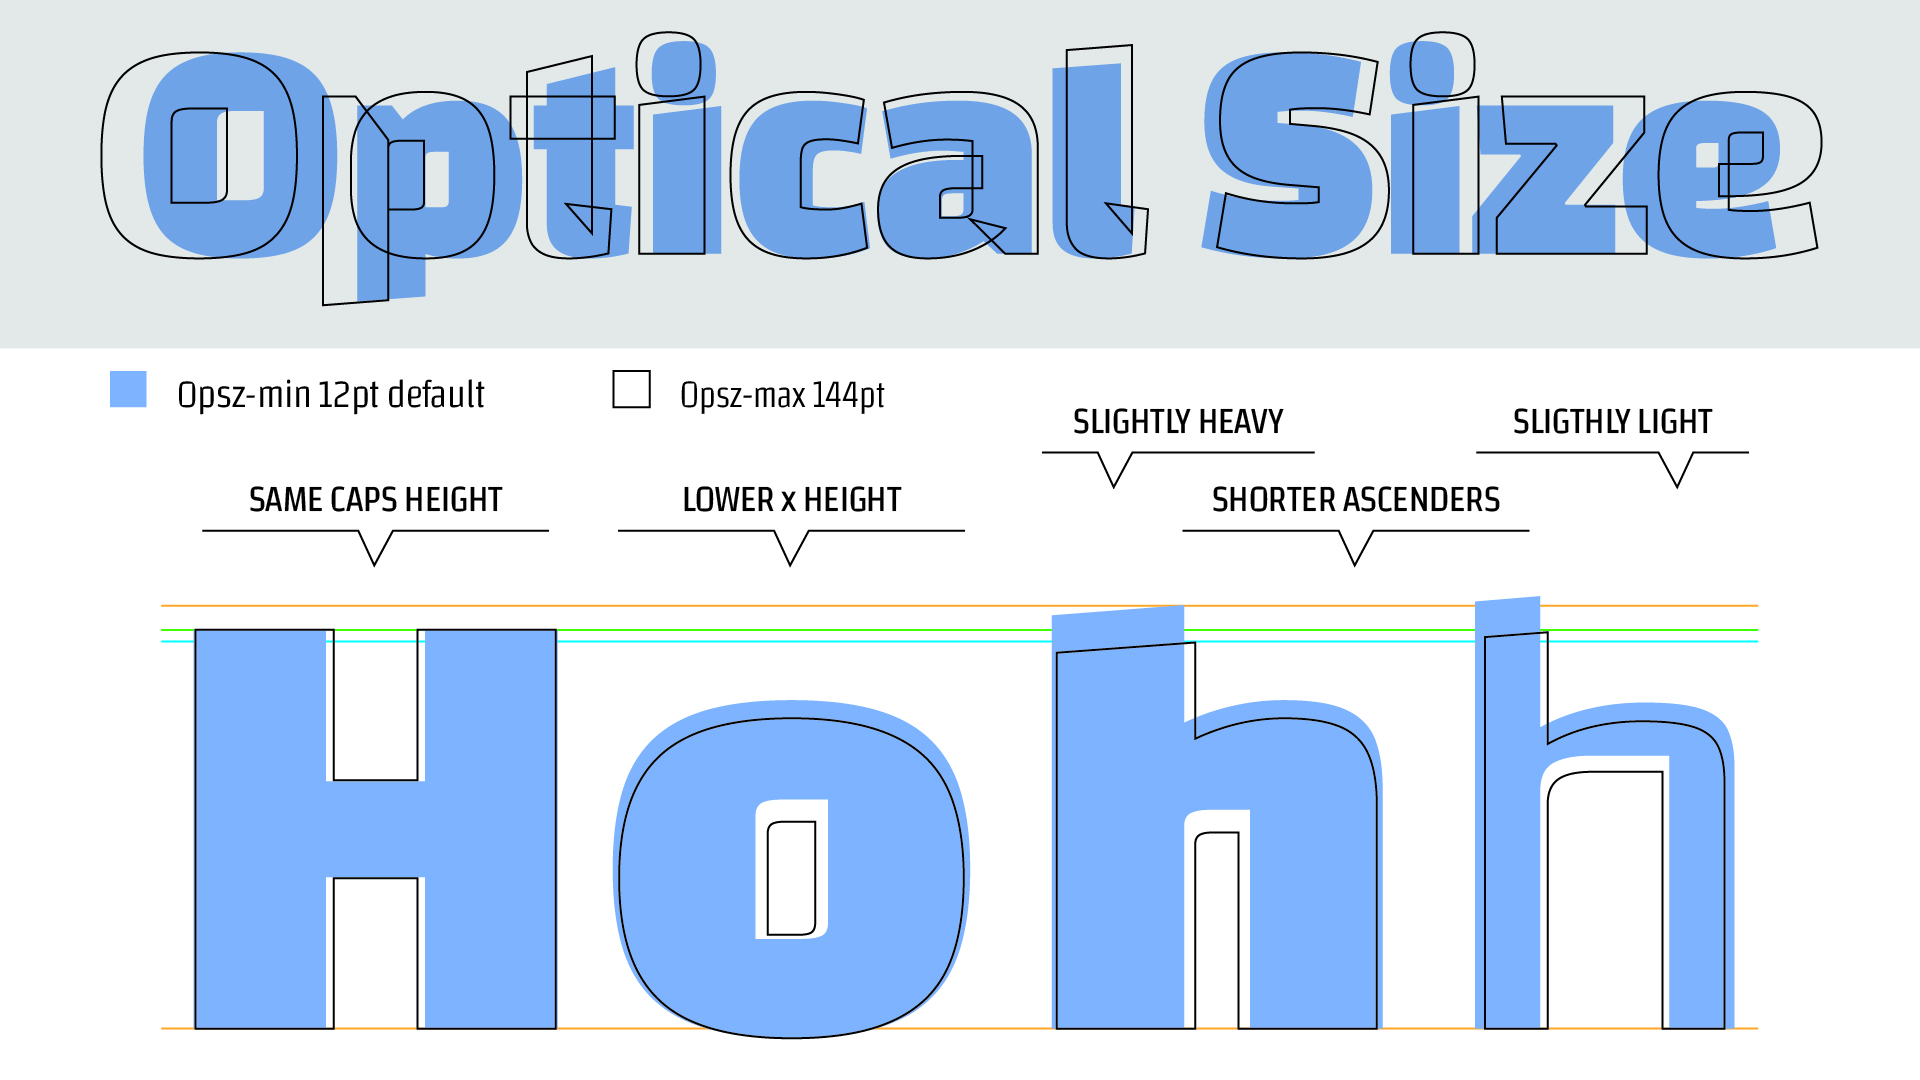 Optical Size
Opsz-min 12pt default
Opsz-max 144pt
SLIGHTLY HEAVY
SLIGTHLY LIGHT
SAME CAPS HEIGHT
LOWER x HEIGHT
SHORTER ASCENDERS
Hohh